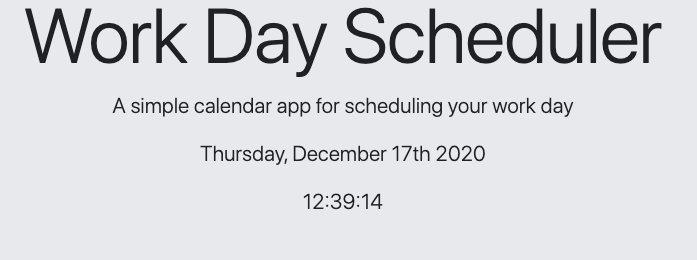 Work Day Scheduler
A simple calendar app for scheduling your work day
Thursday, December 17th 2020
12:39:14